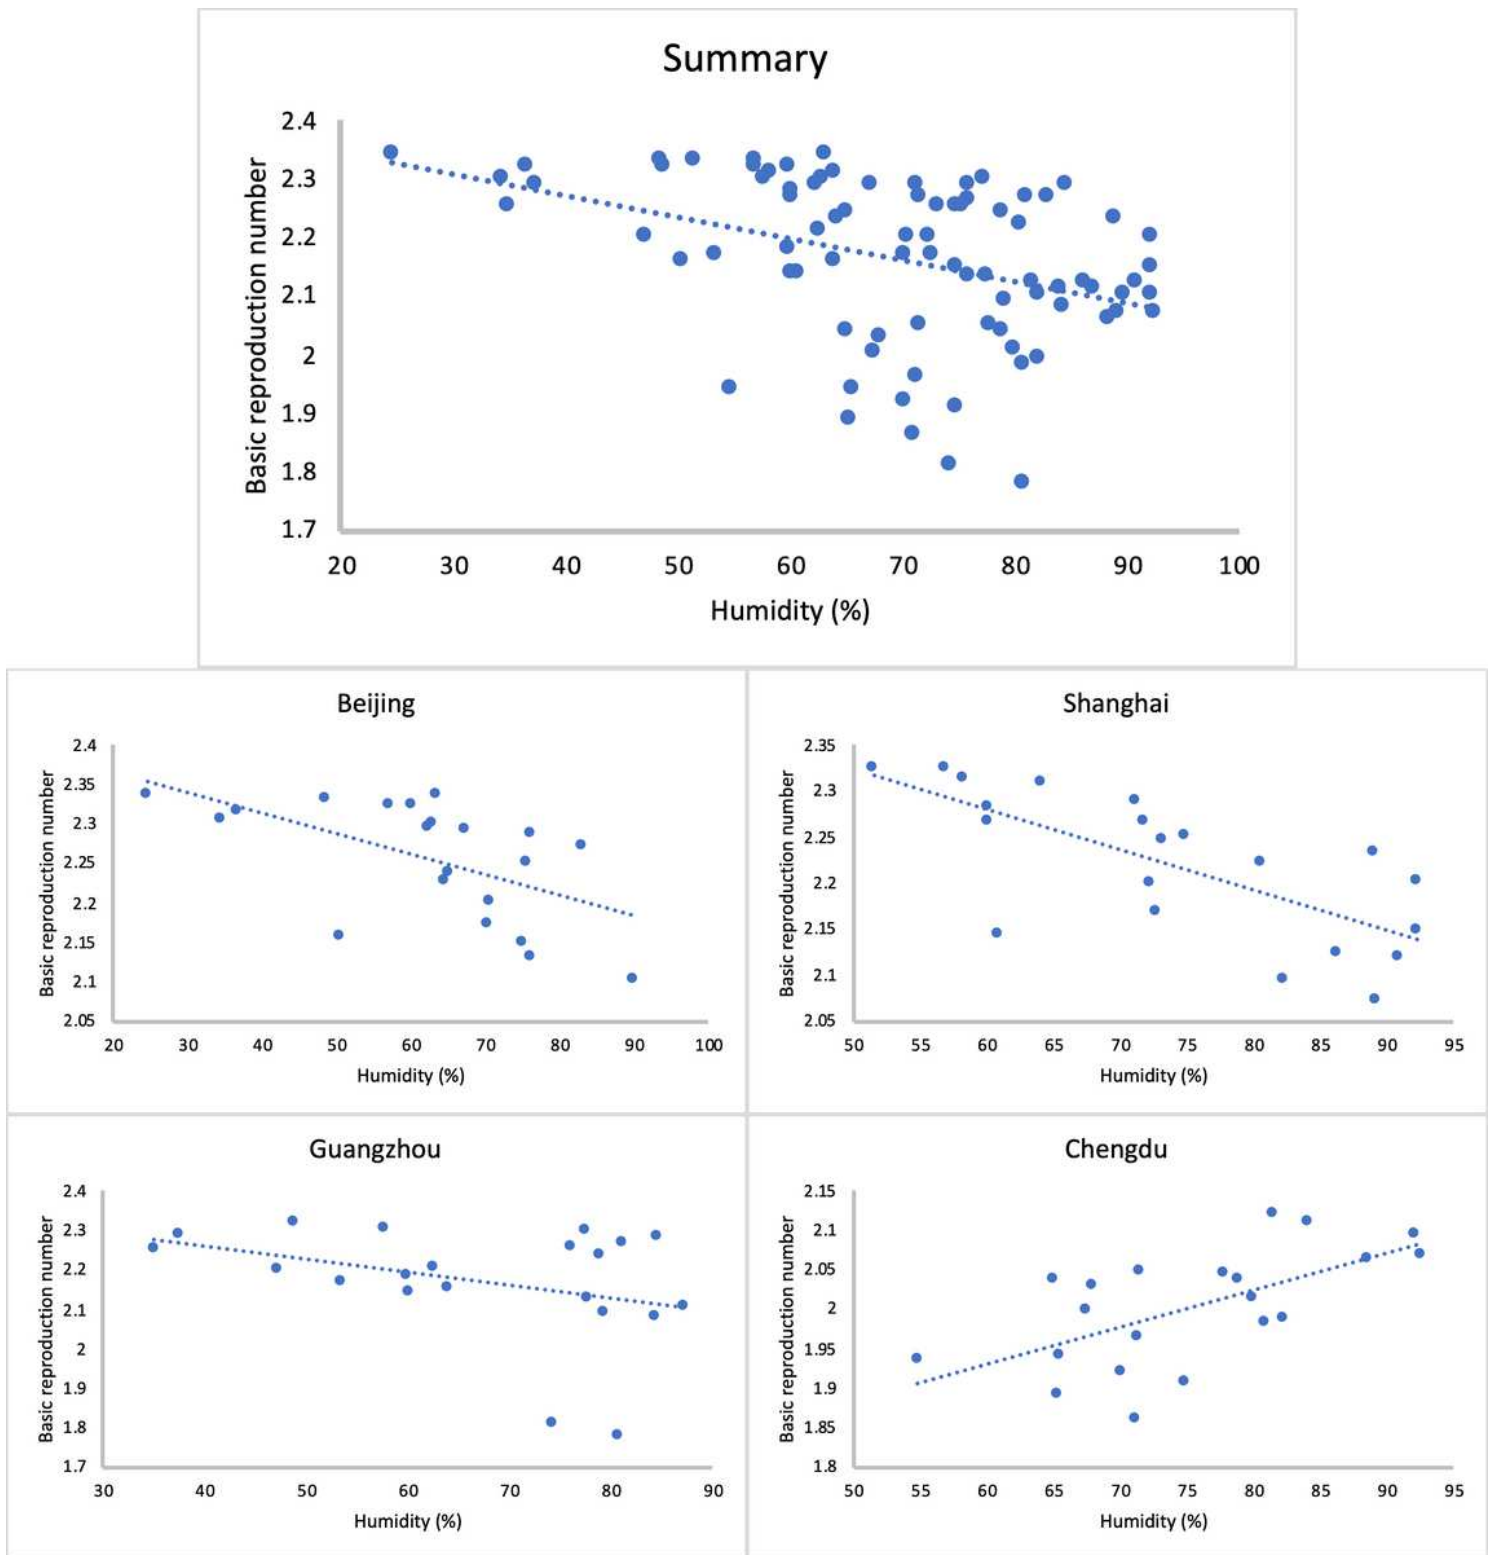 Summary
2.4
2.3
2.2
2.1
2
1.9
1.8
1.7
Basic reproduction number
20 30 40 50 60 70 80 90 100
Humidity (%)
Beijing
2.4
2.35
2.3
2.25
2.2
2.15
2.1
2.05
Basic reproduction number
20 30 40 50 60 70 80 90 100
Humidity (%)
Shanghai
2.35
2.3
2.25
2.2
2.15
2.1
2.05
Basic reproduction number
50 55 60 65 70 75 80 85 90 95
Humidity (%)
Guangzhou
2.4
2.3
2.2
2.1
2
1.9
1.8
1.7
Basic reproduction number
30 40 50 60 70 80 90
Humidity (%)
Chengdu
2.15
2.1
2.05
2
1.95
1.9
1.85
1.8
Basic reproduction number
50 55 60 65 70 75 80 85 90 95
Humidity (%)